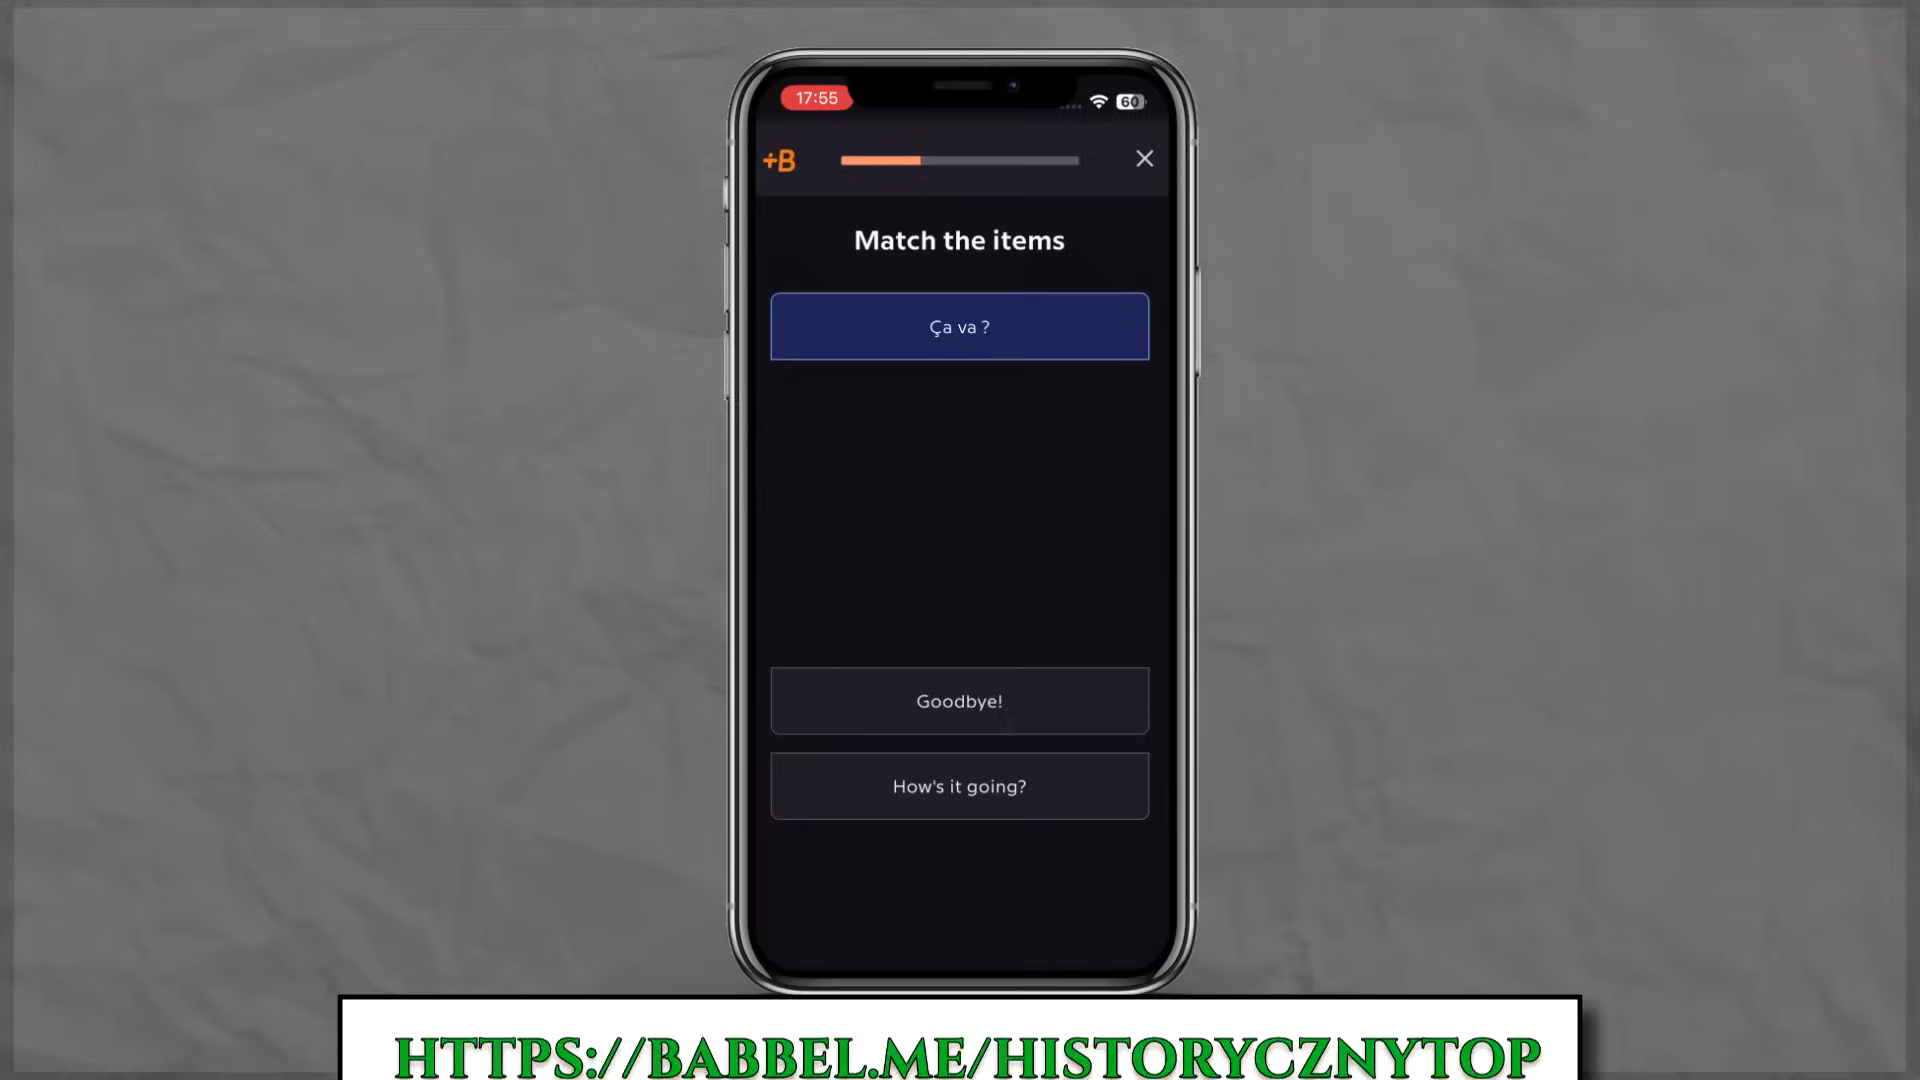 17:55
60
+B
Match the items
Ça va ?
Goodbye!
How's it going?
HTTPS://BABBEL.ME/HISTORYCZNYTOP